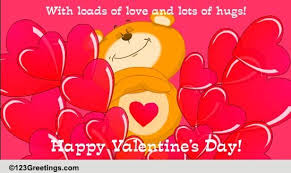 With loads of love and lots of hugs!
Happy Valentine's Day!
©123Greetings.com